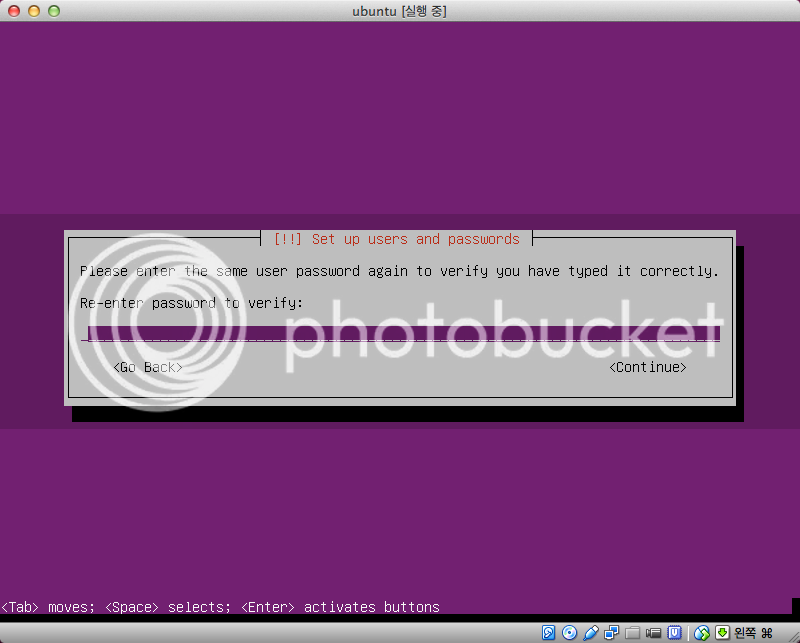 ubuntu [실행 중]
[!!] Set up users and passwords
Please enter the same user password again to verify you have typed it correctly.
Re-enter password to verify:
photobucket
<Go Back> <Continue>
<Tab> moves; <Space> selects; <Enter> activates buttons
왼쪽 ⌘